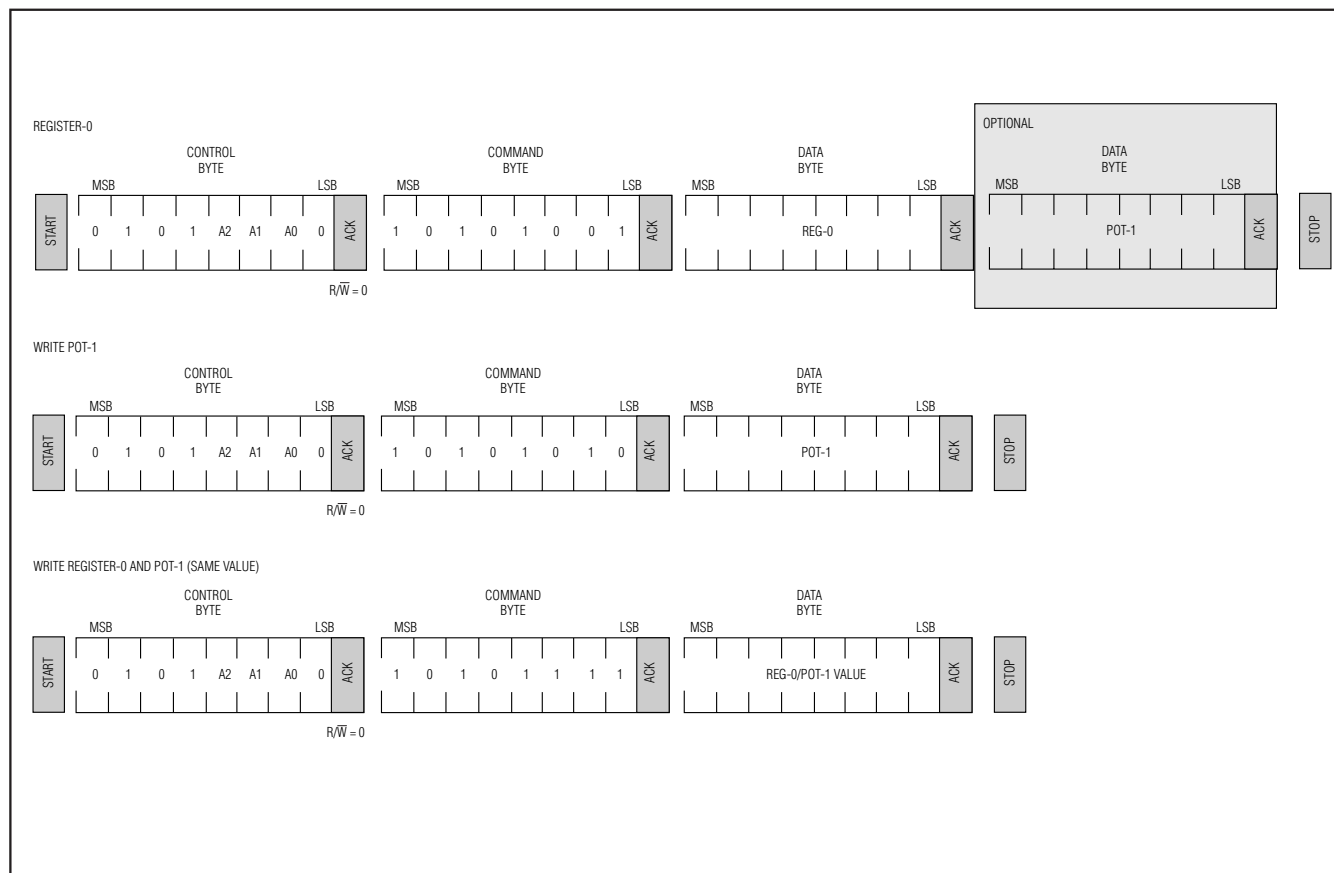 REGISTER-0
OPTIONAL
CONTROL
BYTE
COMMAND
BYTE
DATA
BYTE
DATA
BYTE
MSB LSB MSB LSB MSB LSB MSB LSB
START 0 1 0 1 A2 A1 A0 0 ACK 1 0 1 0 1 0 0 1 ACK REG-0 ACK POT-1 ACK STOP
R/W̅ = 0
WRITE POT-1
CONTROL
BYTE
COMMAND
BYTE
DATA
BYTE
MSB LSB MSB LSB MSB LSB
START 0 1 0 1 A2 A1 A0 0 ACK 1 0 1 0 1 0 1 0 ACK POT-1 ACK STOP
R/W̅ = 0
WRITE REGISTER-0 AND POT-1 (SAME VALUE)
CONTROL
BYTE
COMMAND
BYTE
DATA
BYTE
MSB LSB MSB LSB MSB LSB
START 0 1 0 1 A2 A1 A0 0 ACK 1 0 1 0 1 1 1 1 ACK REG-0/POT-1 VALUE ACK STOP
R/W̅ = 0